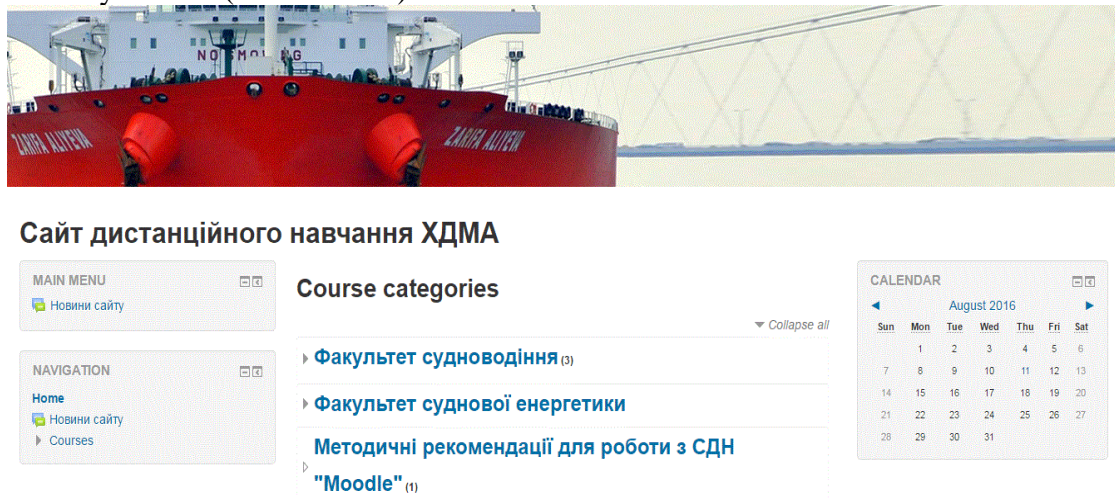 NO SMOKING
ZARIFA ALIYEVA
ZARIFA ALIYEVA
Сайт дистанційного навчання ХДМА
MAIN MENU
Новини сайту
NAVIGATION
Home
Новини сайту
Courses
Course categories
Collapse all
Факультет судноводіння (3)
Факультет суднової енергетики
Методичні рекомендації для роботи з СДН
"Moodle" (1)
CALENDAR
August 2016
Sun Mon Tue Wed Thu Fri Sat
1 2 3 4 5 6
7 8 9 10 11 12 13
14 15 16 17 18 19 20
21 22 23 24 25 26 27
28 29 30 31